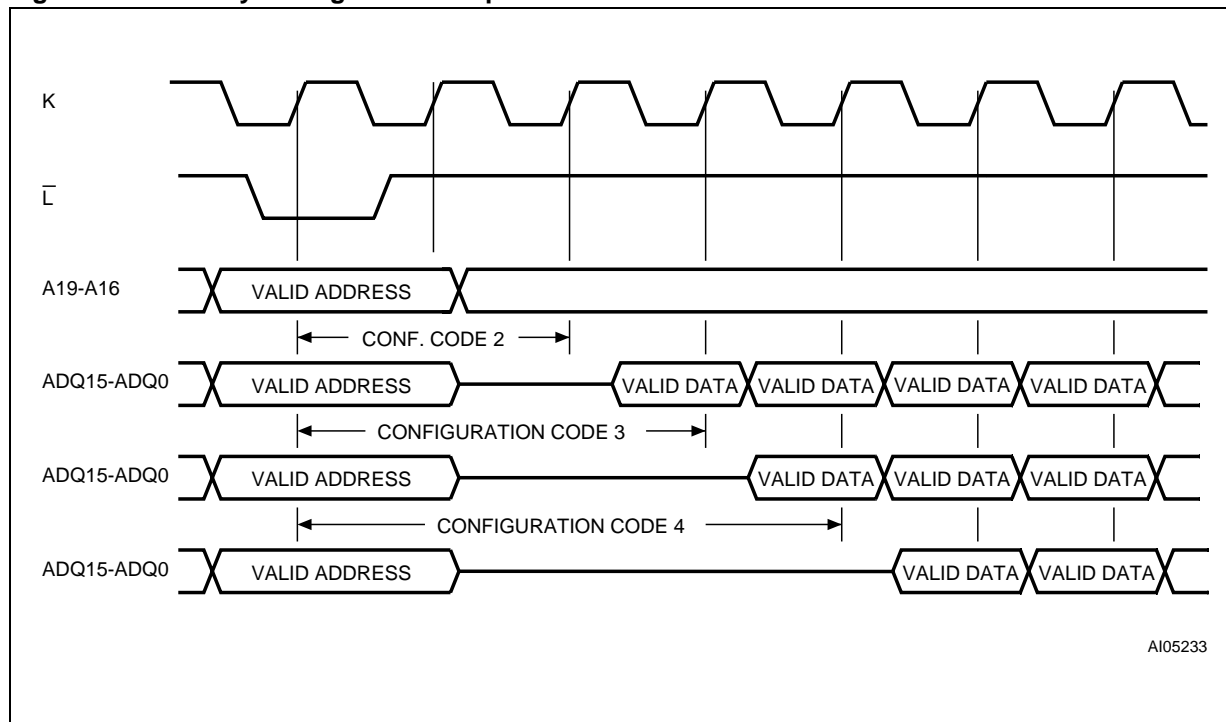 K
L
A19-A16
VALID ADDRESS
CONF. CODE 2
ADQ15-ADQ0
VALID ADDRESS
VALID DATA
VALID DATA
VALID DATA
VALID DATA
CONFIGURATION CODE 3
ADQ15-ADQ0
VALID ADDRESS
VALID DATA
VALID DATA
VALID DATA
CONFIGURATION CODE 4
ADQ15-ADQ0
VALID ADDRESS
VALID DATA
VALID DATA
AI05233